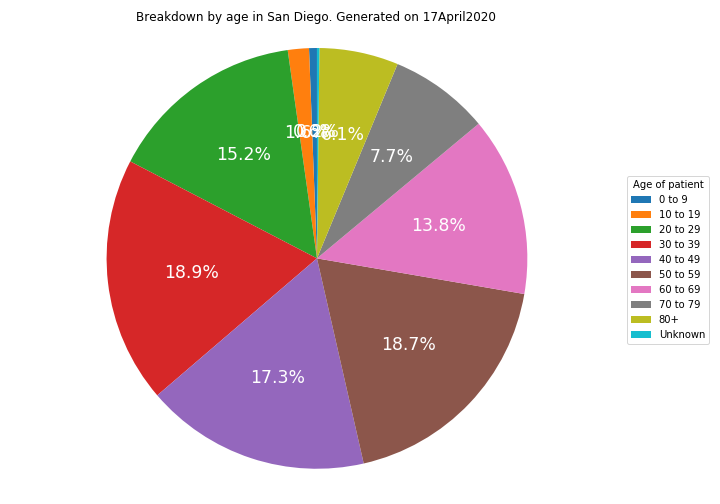 Breakdown by age in San Diego. Generated on 17April2020
6.1%
15.2%
7.7%
13.8%
18.9%
18.7%
17.3%
Age of patient
0 to 9
10 to 19
20 to 29
30 to 39
40 to 49
50 to 59
60 to 69
70 to 79
80+
Unknown